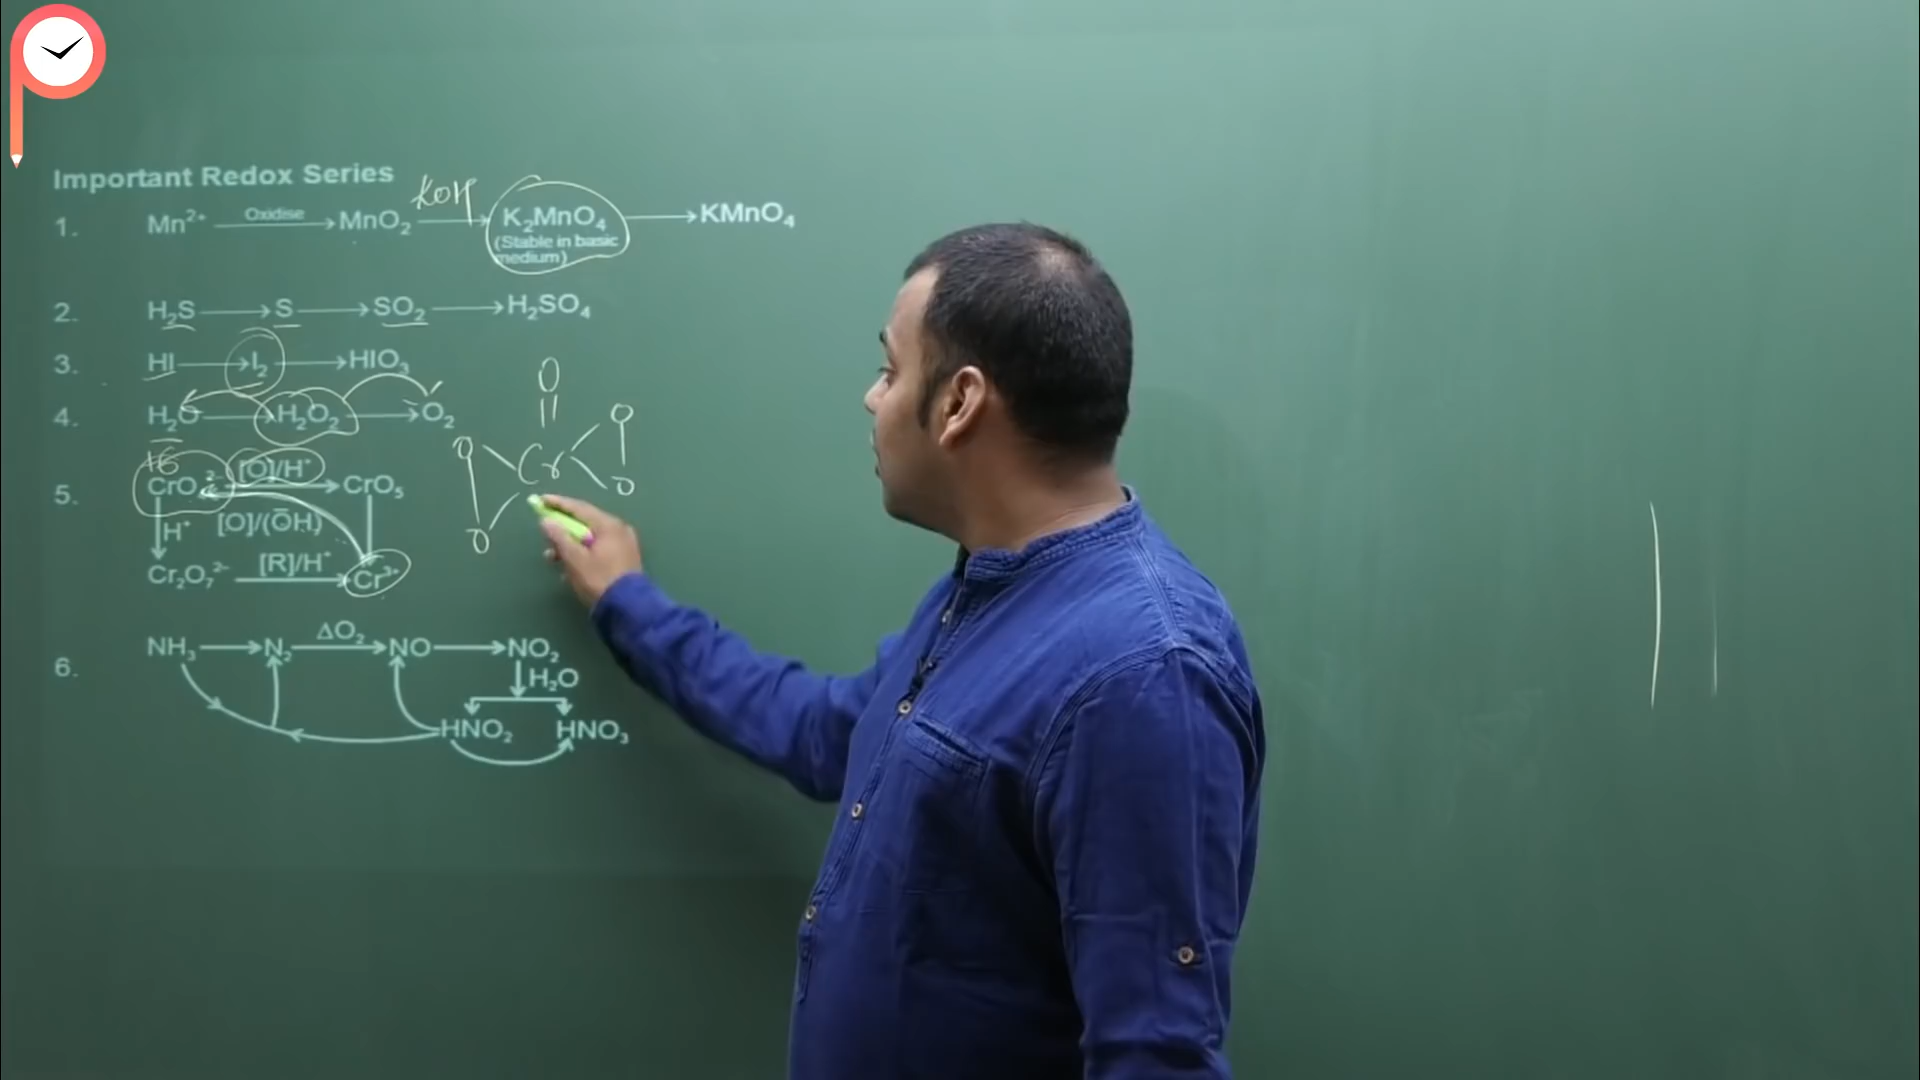 Important Redox Series
KOH
1. Mn²⁺ —Oxidise→ MnO₂ → K₂MnO₄ → KMnO₄
(Stable in basic
medium)
2. H₂S → S → SO₂ → H₂SO₄
3. HI → I₂ → HIO₃
4. H₂O → H₂O₂ → O₂
+6
5. CrO₄²⁻ —[O]/H⁺→ CrO₅
H⁺ [O]/(ŌH)
Cr₂O₇²⁻ —[R]/H⁺→ Cr³⁺
O
O Cr O
O O
6. NH₃ → N₂ —ΔO₂→ NO → NO₂
H₂O
HNO₂ HNO₃